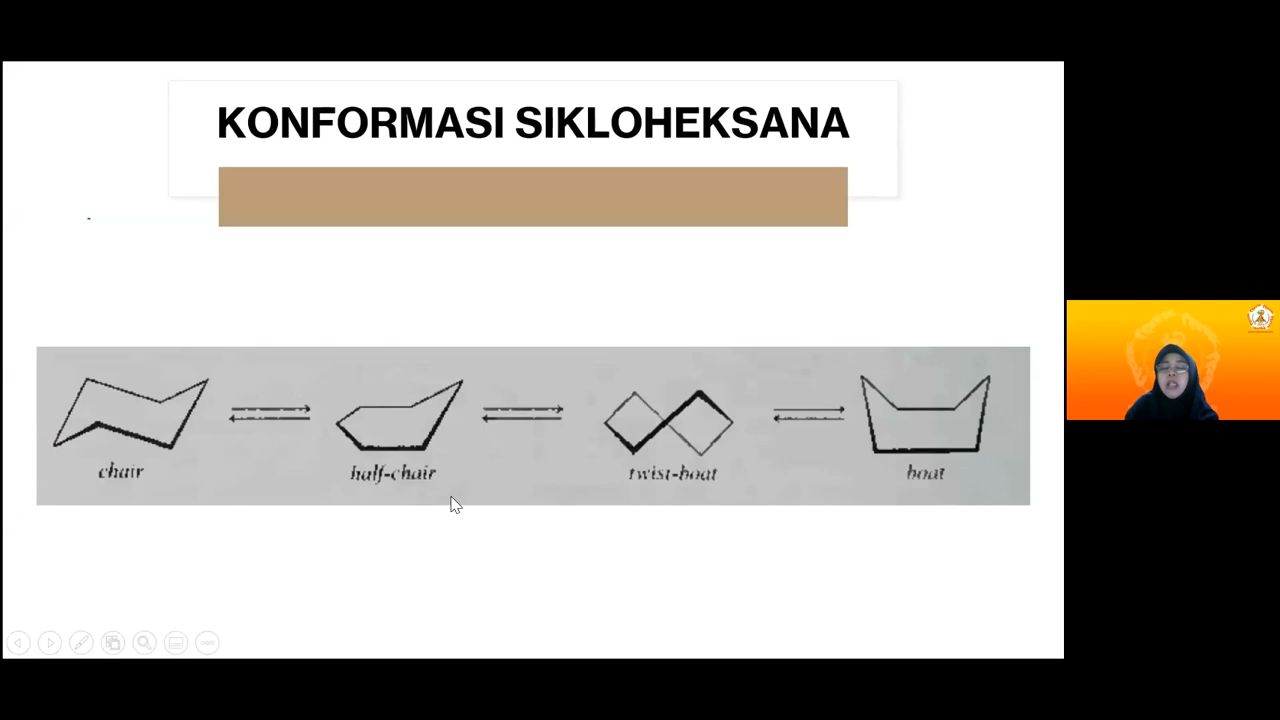 KONFORMASI SIKLOHEKSANA
chair
half-chair
twist-boat
boat